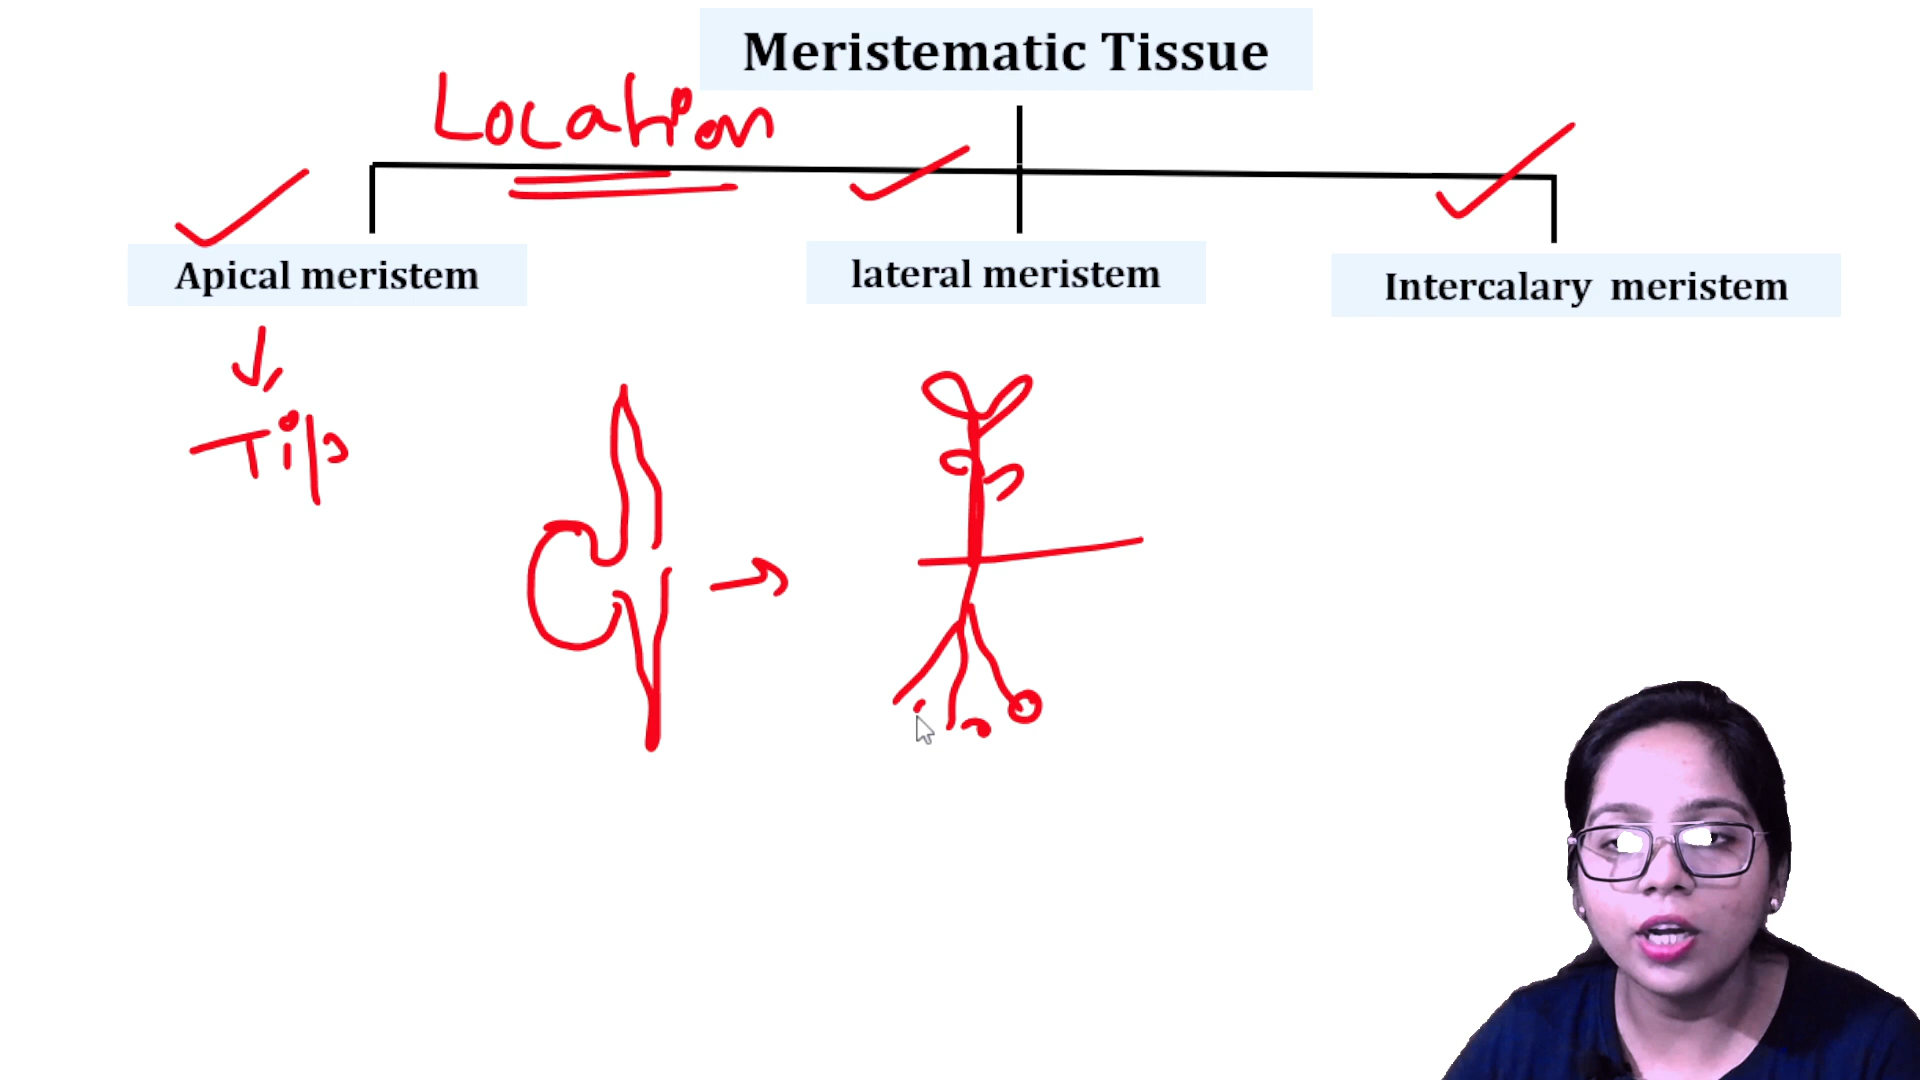 Meristematic Tissue
Location
Apical meristem
lateral meristem
Intercalary meristem
Tip